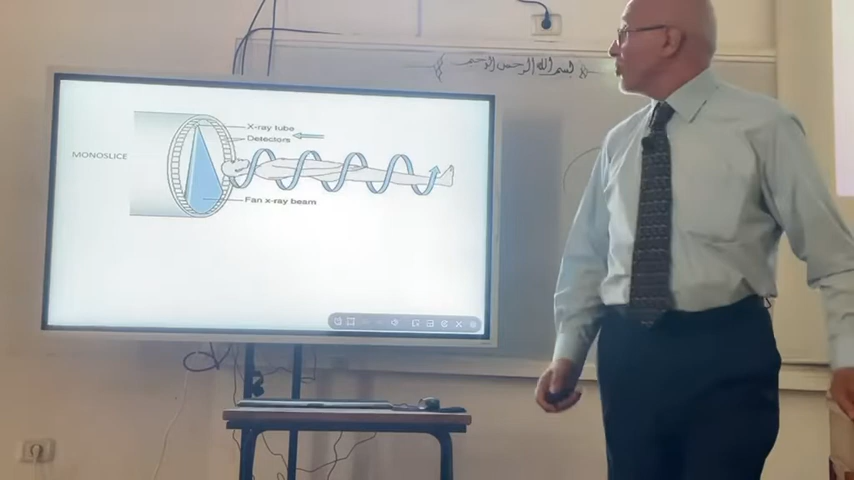 بسم الله الرحمن الرحيم
X-ray tube
Detectors
MONOSLICE
Fan x-ray beam